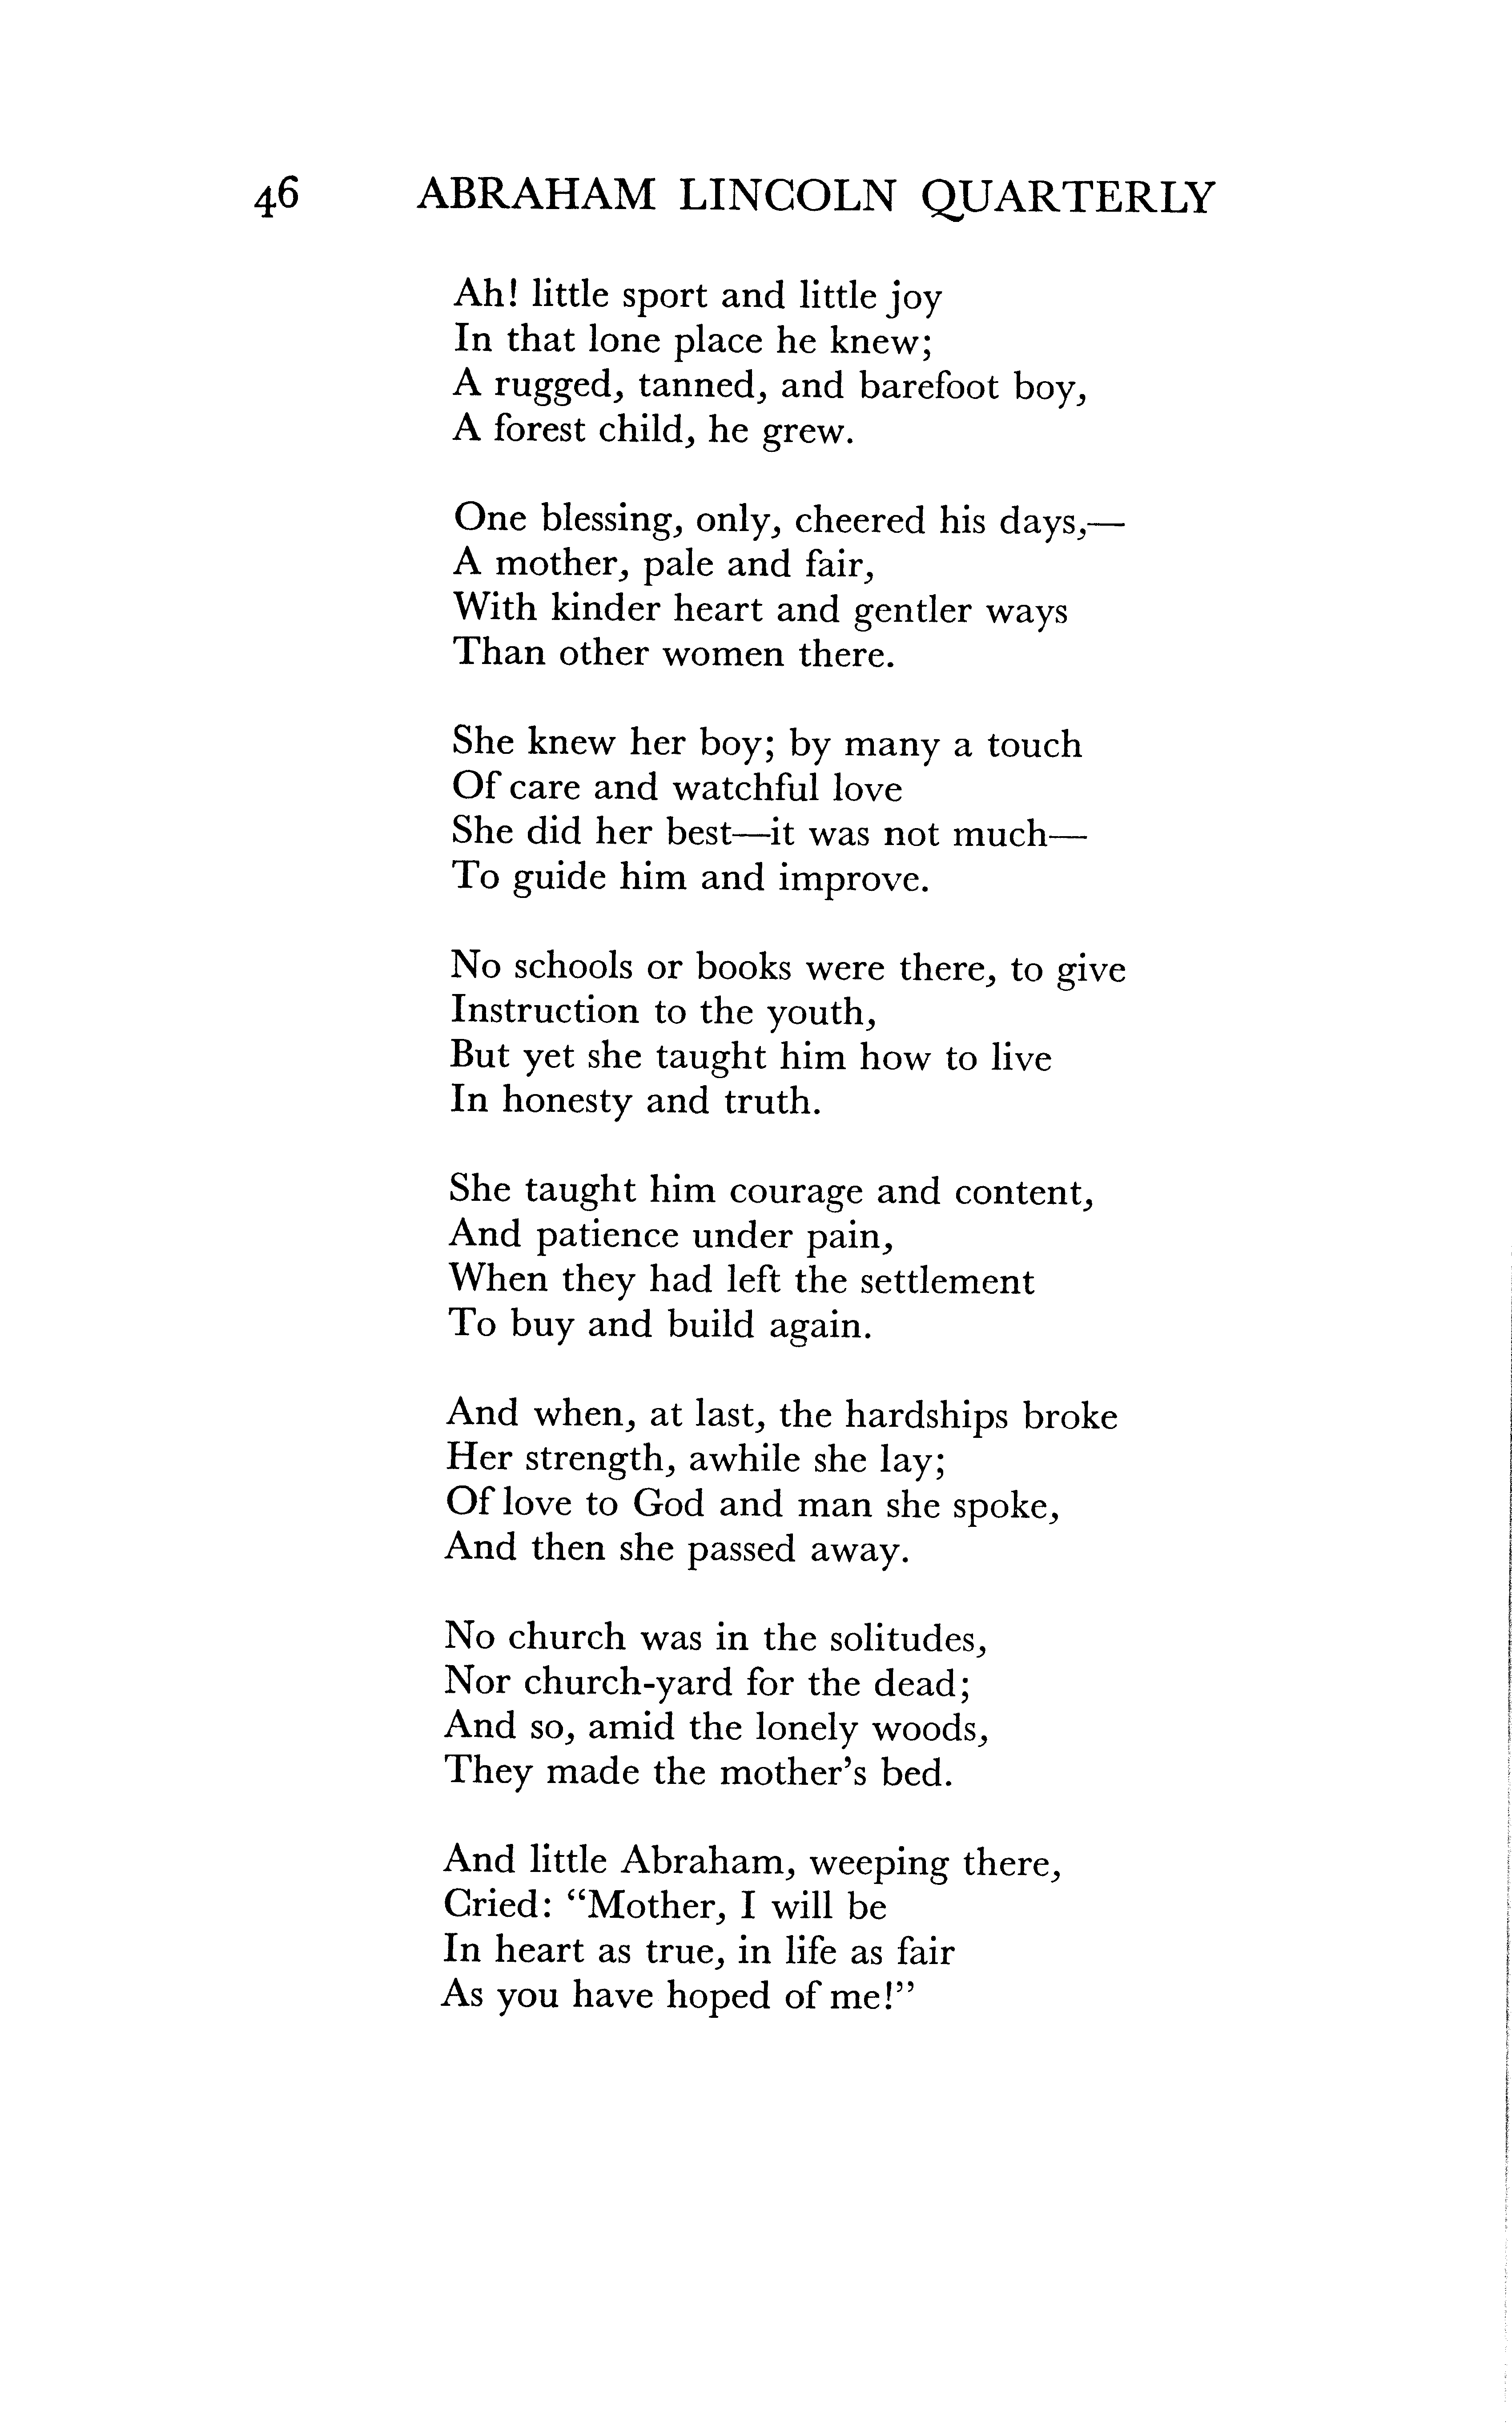 46 ABRAHAM LINCOLN QUARTERLY
Ah! little sport and little joy
In that lone place he knew;
A rugged, tanned, and barefoot boy,
A forest child, he grew.
One blessing, only, cheered his days,—
A mother, pale and fair,
With kinder heart and gentler ways
Than other women there.
She knew her boy; by many a touch
Of care and watchful love
She did her best—it was not much—
To guide him and improve.
No schools or books were there, to give
Instruction to the youth,
But yet she taught him how to live
In honesty and truth.
She taught him courage and content,
And patience under pain,
When they had left the settlement
To buy and build again.
And when, at last, the hardships broke
Her strength, awhile she lay;
Of love to God and man she spoke,
And then she passed away.
No church was in the solitudes,
Nor church-yard for the dead;
And so, amid the lonely woods,
They made the mother's bed.
And little Abraham, weeping there,
Cried: “Mother, I will be
In heart as true, in life as fair
As you have hoped of me!”